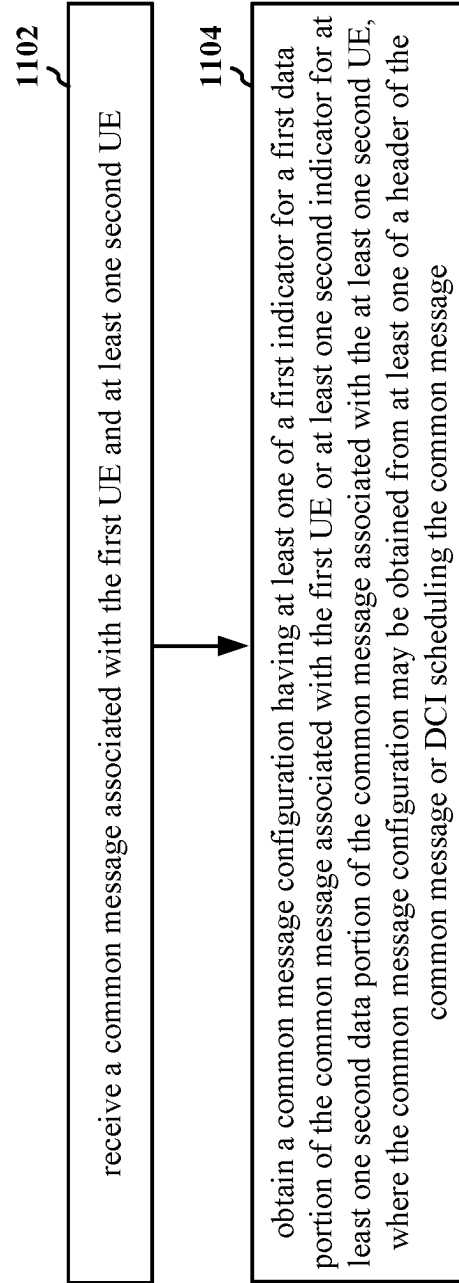 1102
receive a common message associated with the first UE and at least one second UE
1104
obtain a common message configuration having at least one of a first indicator for a first data
portion of the common message associated with the first UE or at least one second indicator for at
least one second data portion of the common message associated with the at least one second UE,
where the common message configuration may be obtained from at least one of a header of the
common message or DCI scheduling the common message